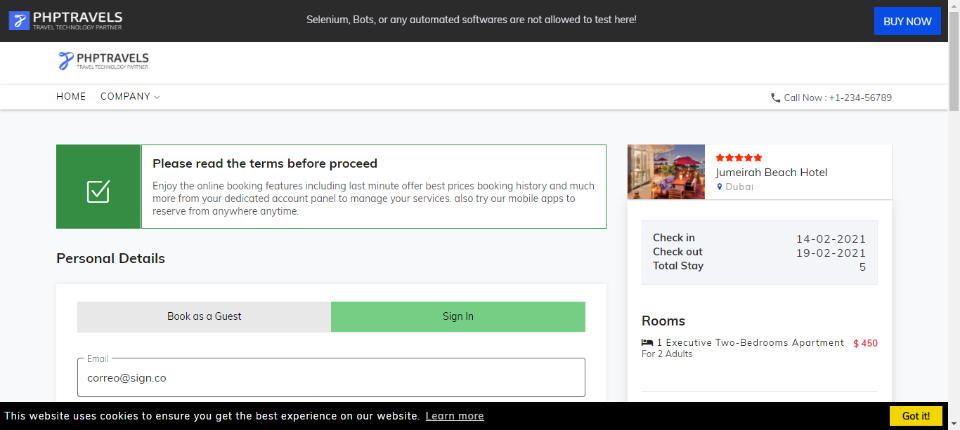 PHPTRAVELS
TRAVEL TECHNOLOGY PARTNER
Selenium, Bots, or any automated softwares are not allowed to test here!
BUY NOW
PHPTRAVELS
TRAVEL TECHNOLOGY PARTNER
HOME
COMPANY
Call Now : +1-234-56789
Please read the terms before proceed
Enjoy the online booking features including last minute offer best prices booking history and much
more from your dedicated account panel to manage your services. also try our mobile apps to
reserve from anywhere anytime.
Personal Details
Book as a Guest
Sign In
Email
correo@sign.co
Jumeirah Beach Hotel
Dubai
Check in 14-02-2021
Check out 19-02-2021
Total Stay 5
Rooms
1 Executive Two-Bedrooms Apartment $ 450
For 2 Adults
This website uses cookies to ensure you get the best experience on our website. Learn more
Got it!